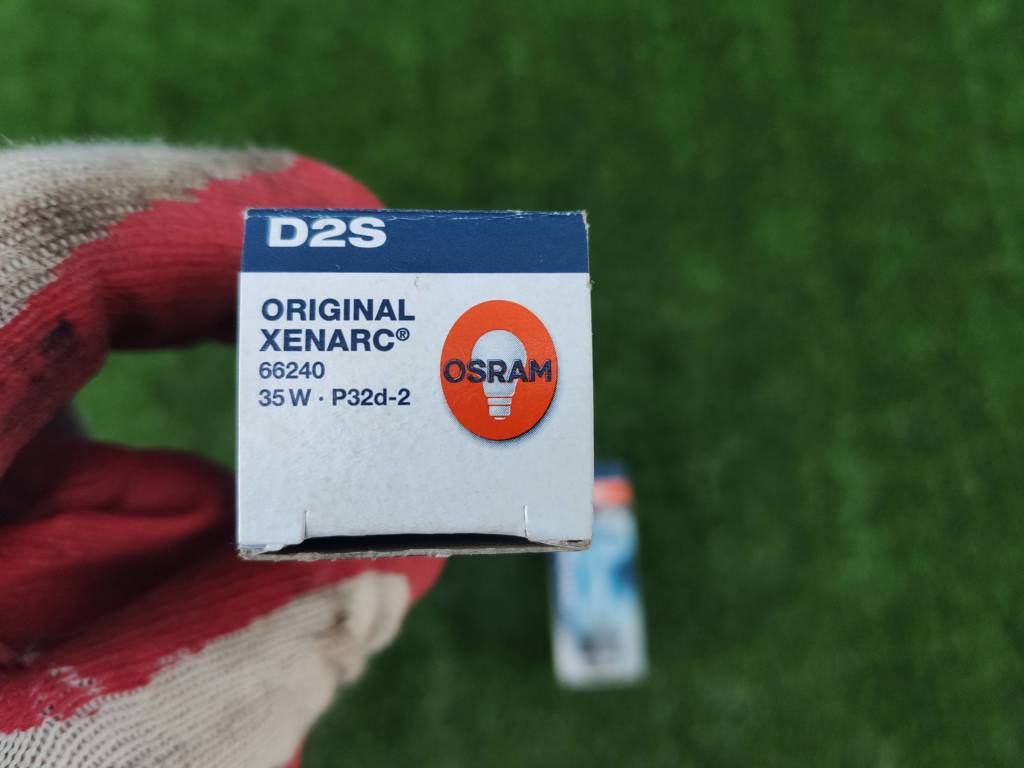 D2S
ORIGINAL
XENARC®
66240
35 W · P32d-2
OSRAM